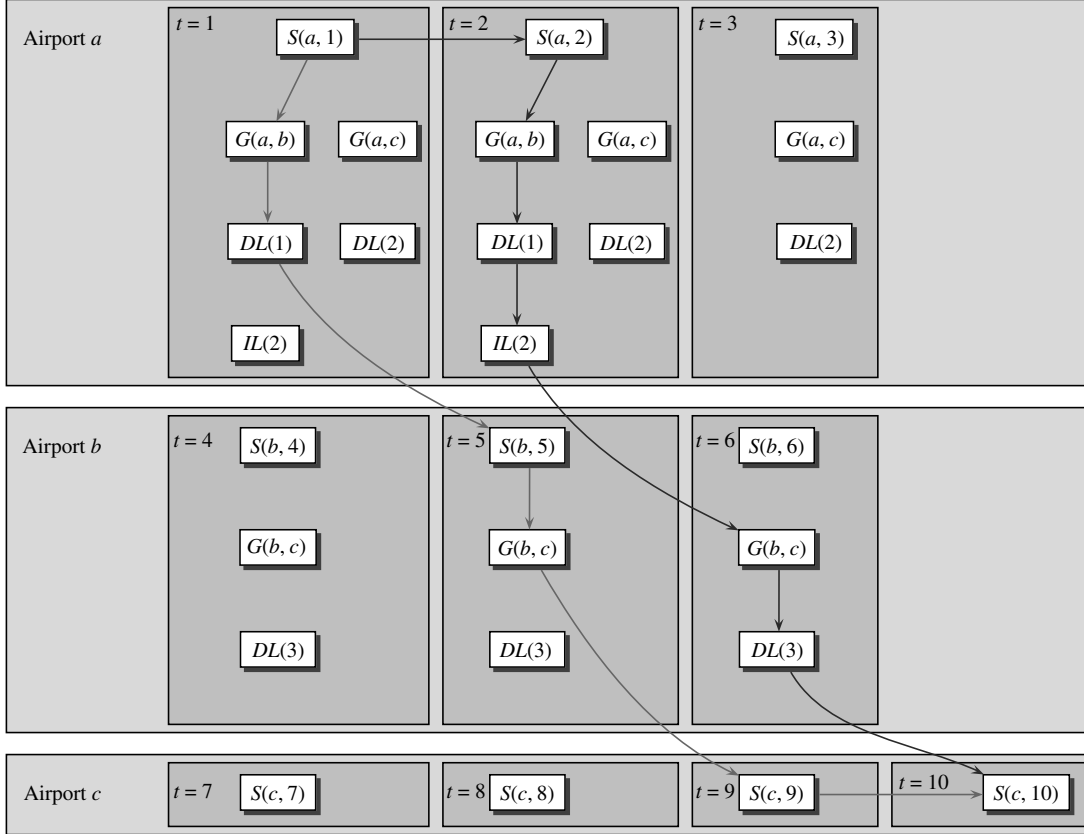 Airport a
t = 1 S(a, 1) t = 2 S(a, 2) t = 3 S(a, 3)
G(a, b) G(a,c) G(a, b) G(a, c) G(a, c)
DL(1) DL(2) DL(1) DL(2) DL(2)
IL(2) IL(2)
Airport b
t = 4 S(b, 4) t = 5 S(b, 5) t = 6 S(b, 6)
G(b, c) G(b, c) G(b, c)
DL(3) DL(3) DL(3)
Airport c
t = 7 S(c, 7) t = 8 S(c, 8) t = 9 S(c, 9) t = 10 S(c, 10)